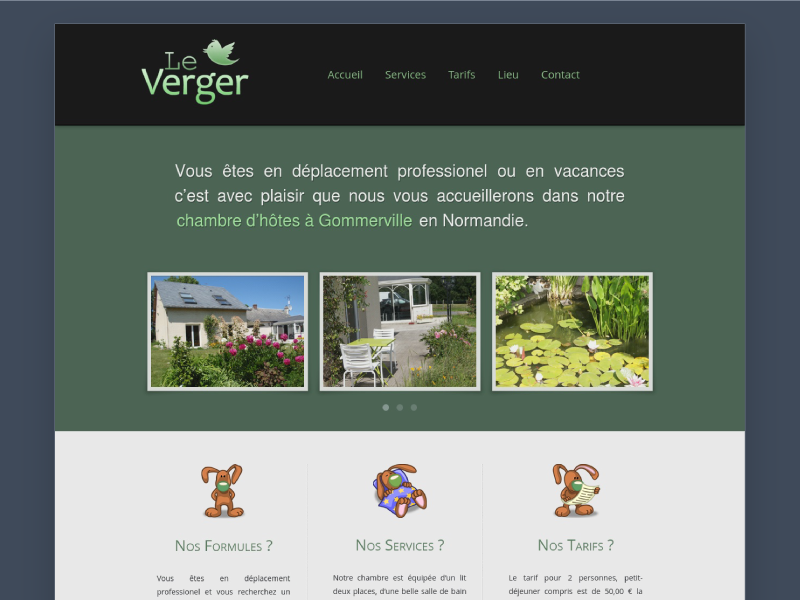 Le
Verger
Accueil Services Tarifs Lieu Contact
Vous êtes en déplacement professionel ou en vacances
c'est avec plaisir que nous vous accueillerons dans notre
chambre d'hôtes à Gommerville en Normandie.
Nos Formules ?
Vous êtes en déplacement
professionel et vous recherchez un
Nos Services ?
Notre chambre est équipée d'un lit
deux places, d'une belle salle de bain
Nos Tarifs ?
Le tarif pour 2 personnes, petit-
déjeuner compris est de 50,00 € la